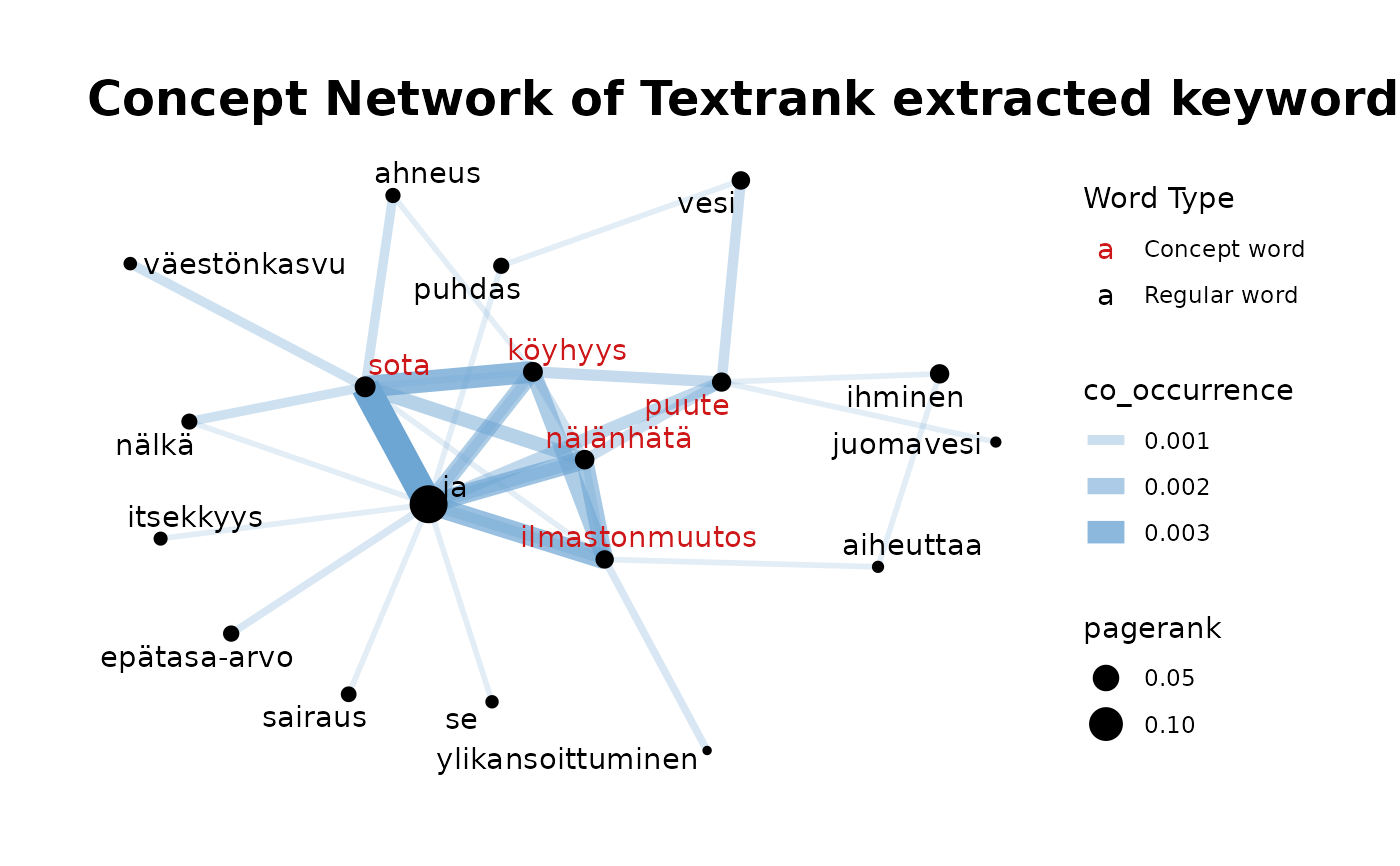 Concept Network of Textrank extracted keyword
ahneus
vesi
väestönkasvu
puhdas
köyhyys
sota
puute
ihminen
nälänhätä
juomavesi
nälkä
ja
itsekkyys
ilmastonmuutos
aiheuttaa
epätasa-arvo
sairaus
se
ylikansoittuminen
Word Type
a Concept word
a Regular word
co_occurrence
0.001
0.002
0.003
pagerank
0.05
0.10